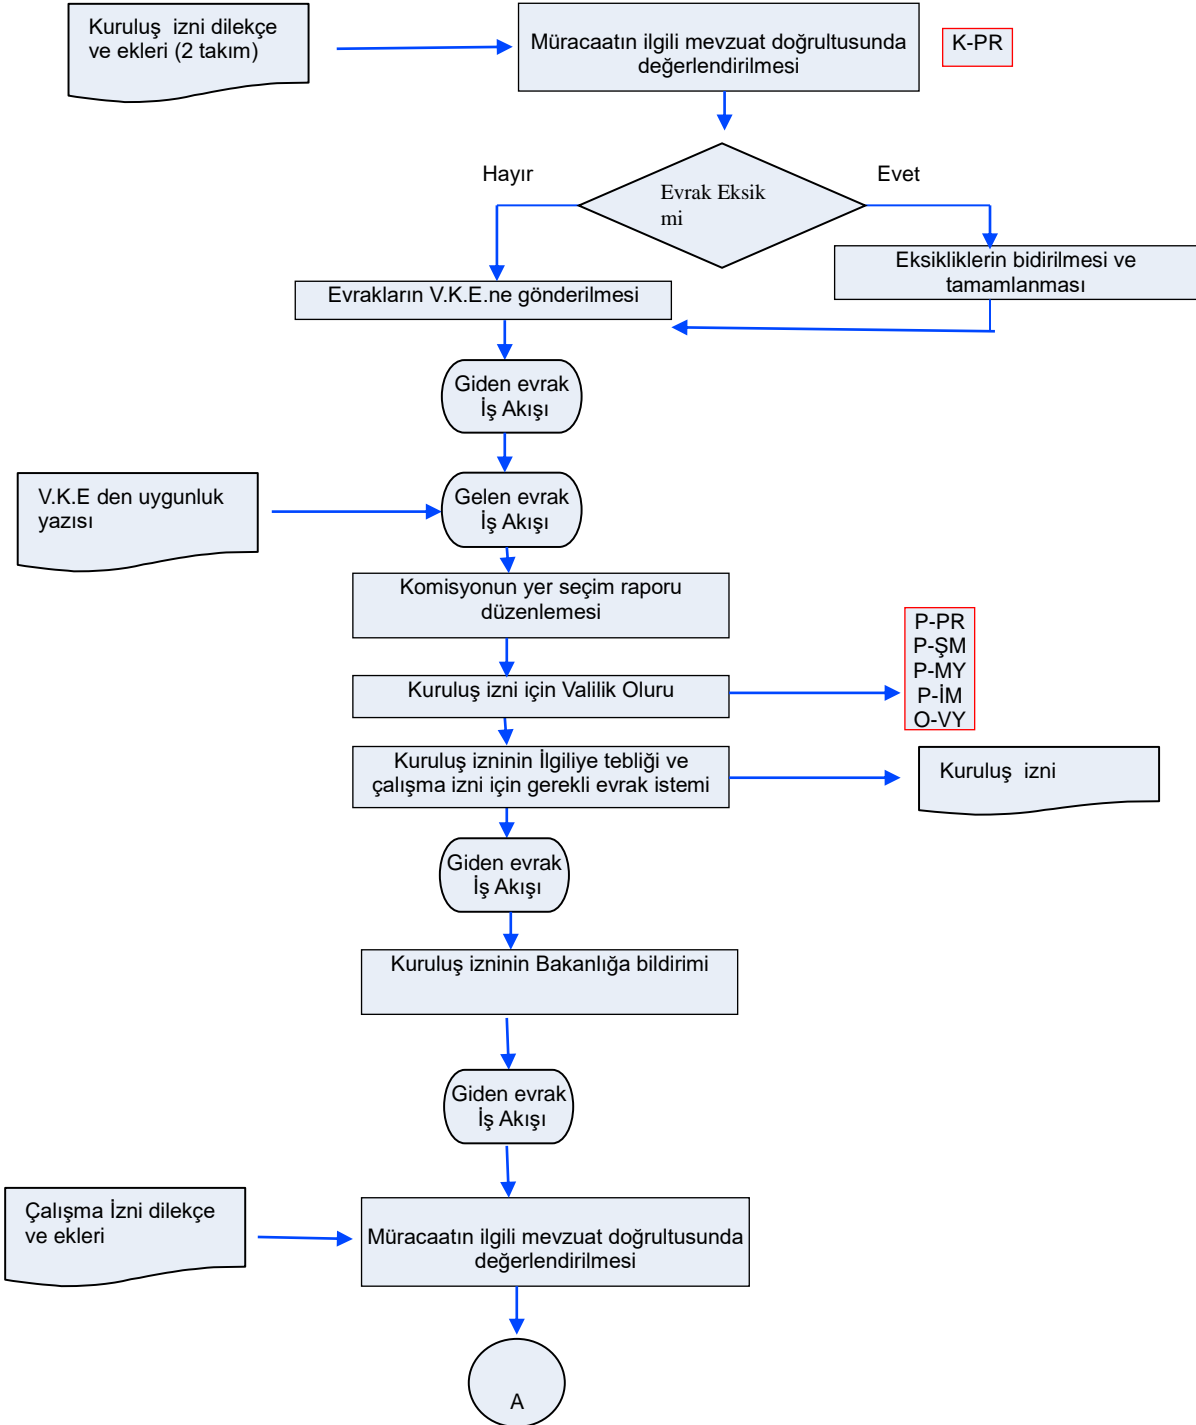 Kuruluş izni dilekçe
ve ekleri (2 takım)
Müracaatın ilgili mevzuat doğrultusunda
değerlendirilmesi
K-PR
Hayır
Evet
Evrak Eksik
mi
Eksikliklerin bidirilmesi ve
tamamlanması
Evrakların V.K.E.ne gönderilmesi
Giden evrak
İş Akışı
V.K.E den uygunluk
yazısı
Gelen evrak
İş Akışı
Komisyonun yer seçim raporu
düzenlemesi
P-PR
P-ŞM
P-MY
P-İM
O-VY
Kuruluş izni için Valilik Oluru
Kuruluş izninin İlgiliye tebliği ve
çalışma izni için gerekli evrak istemi
Kuruluş izni
Giden evrak
İş Akışı
Kuruluş izninin Bakanlığa bildirimi
Giden evrak
İş Akışı
Çalışma İzni dilekçe
ve ekleri
Müracaatın ilgili mevzuat doğrultusunda
değerlendirilmesi
A